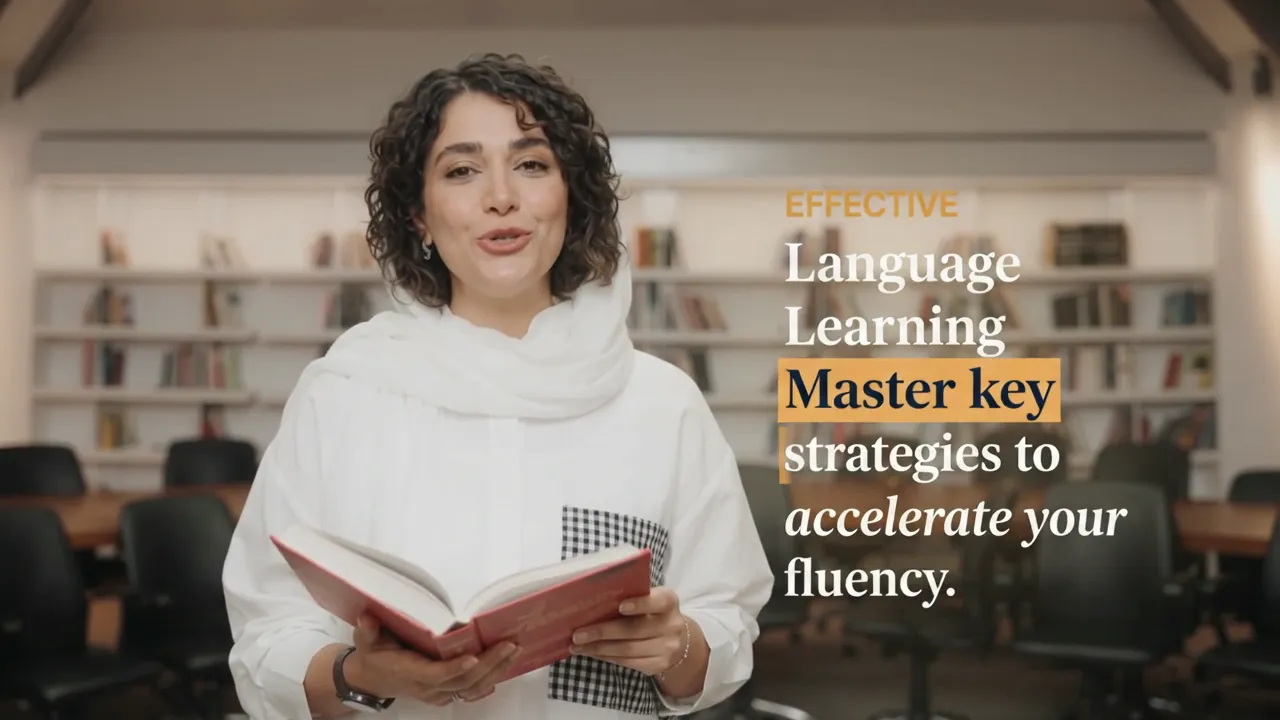 EFFECTIVE
Language
Learning
Master key
strategies to
accelerate your
fluency.